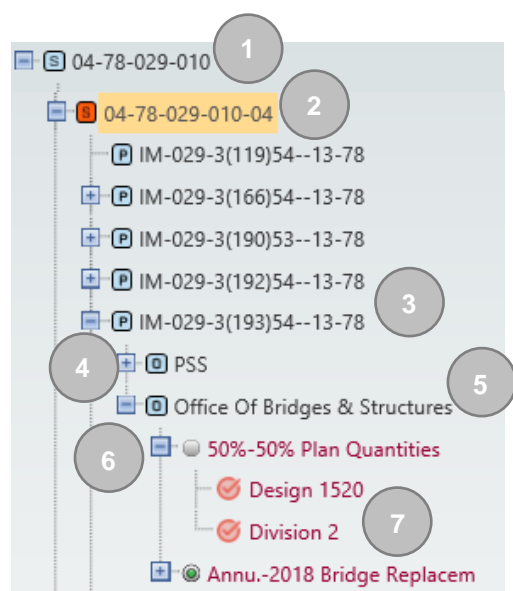 1
S 04-78-029-010
2
S 04-78-029-010-04
P IM-029-3(119)54--13-78
P IM-029-3(166)54--13-78
P IM-029-3(190)53--13-78
P IM-029-3(192)54--13-78
3
P IM-029-3(193)54--13-78
4
O PSS
5
O Office Of Bridges & Structures
6
50%-50% Plan Quantities
Design 1520
7
Division 2
Annu.-2018 Bridge Replacem